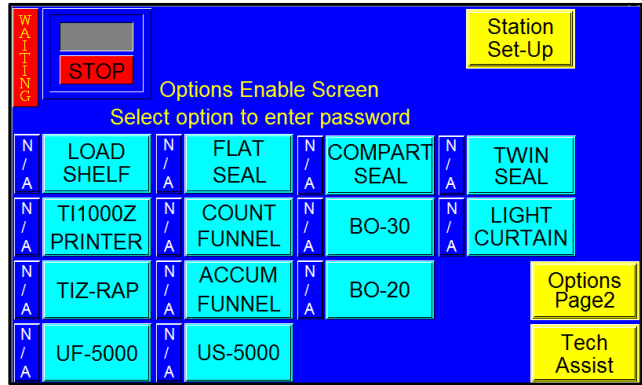 WAITING
STOP
Station
Set-Up
Options Enable Screen
Select option to enter password
N/A
LOAD
SHELF
N/A
FLAT
SEAL
N/A
COMPART
SEAL
N/A
TWIN
SEAL
N/A
TI1000Z
PRINTER
N/A
COUNT
FUNNEL
N/A
BO-30
N/A
LIGHT
CURTAIN
N/A
TIZ-RAP
N/A
ACCUM
FUNNEL
N/A
BO-20
Options
Page2
N/A
UF-5000
N/A
US-5000
Tech
Assist